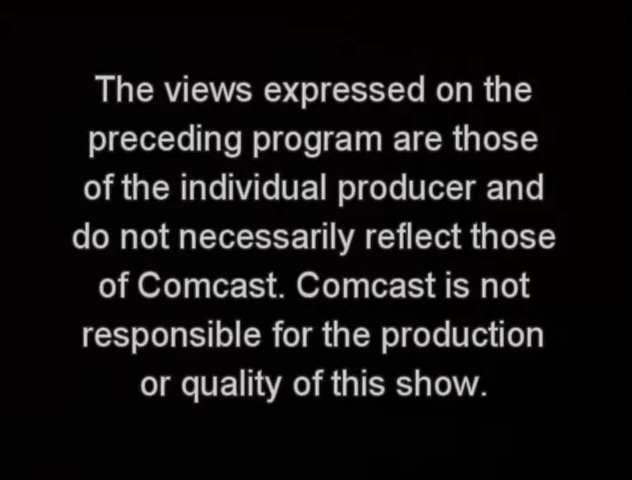 The views expressed on the
preceding program are those
of the individual producer and
do not necessarily reflect those
of Comcast. Comcast is not
responsible for the production
or quality of this show.